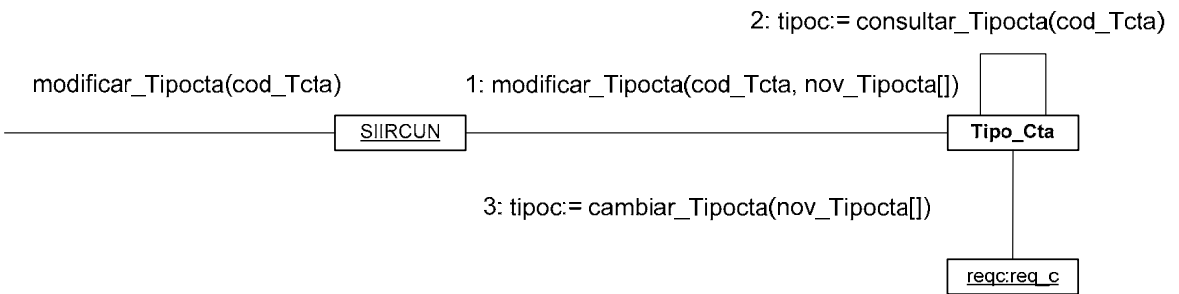 2: tipoc:= consultar_Tipocta(cod_Tcta)
modificar_Tipocta(cod_Tcta)
1: modificar_Tipocta(cod_Tcta, nov_Tipocta[])
SIIRCUN
Tipo_Cta
3: tipoc:= cambiar_Tipocta(nov_Tipocta[])
reqc:req_c